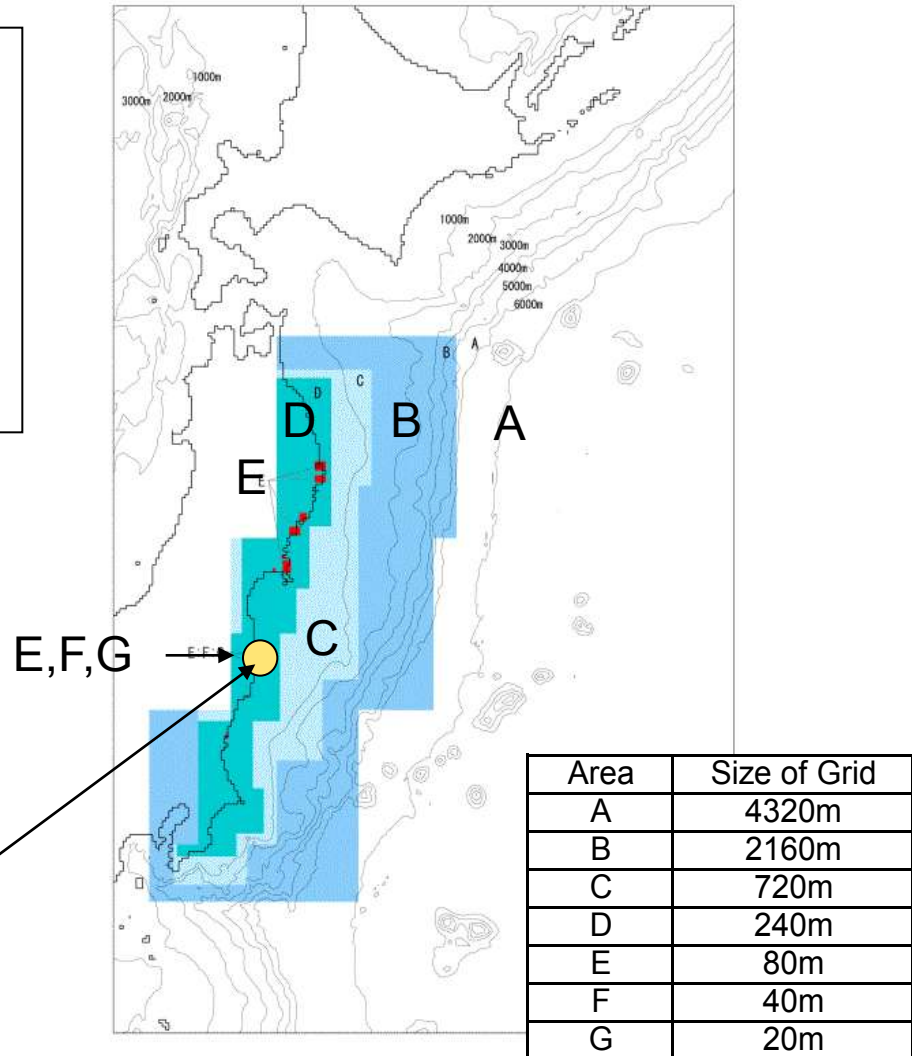 1000m
3000m 2000m
1000m
2000m
3000m
4000m
5000m
6000m
A
B
C
D
D B A
E
C
E,F,G
Area Size of Grid
A 4320m
B 2160m
C 720m
D 240m
E 80m
F 40m
G 20m